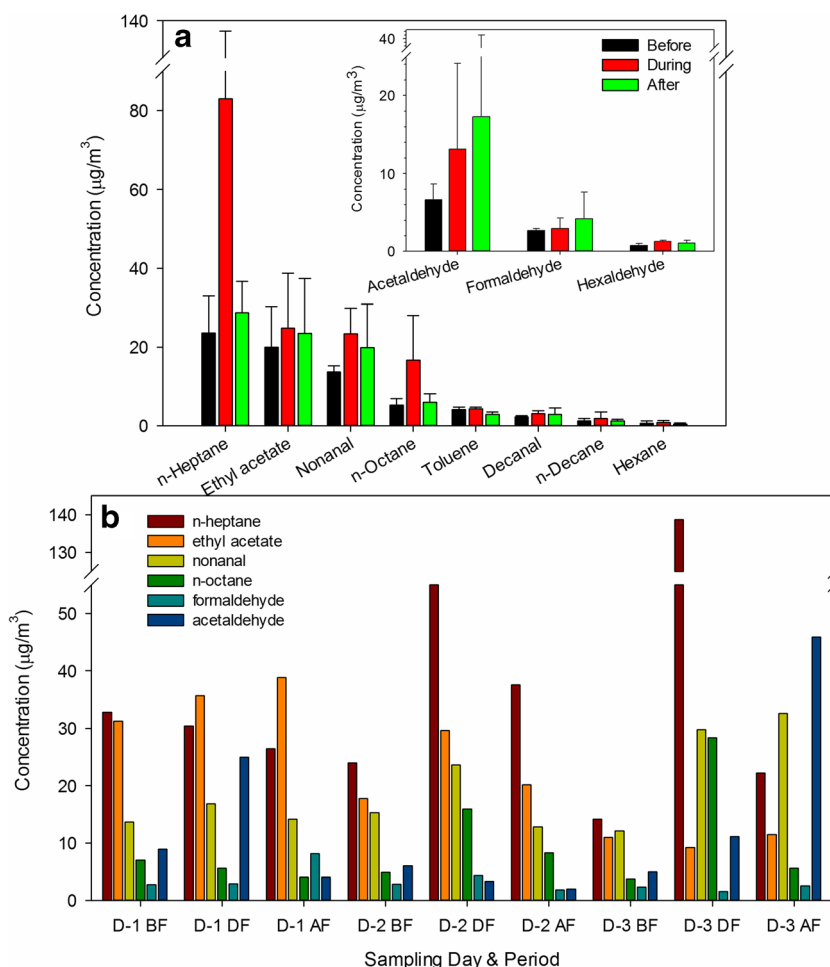 a
140
80
60
40
20
0
Concentration (μg/m³)
n-Heptane
Ethyl acetate
Nonanal
n-Octane
Toluene
Decanal
n-Decane
Hexane
40
20
10
0
Concentration (μg/m³)
Before
During
After
Acetaldehyde
Formaldehyde
Hexaldehyde
b
140
130
50
40
30
20
10
0
Concentration (μg/m³)
n-heptane
ethyl acetate
nonanal
n-octane
formaldehyde
acetaldehyde
D-1 BF D-1 DF D-1 AF D-2 BF D-2 DF D-2 AF D-3 BF D-3 DF D-3 AF
Sampling Day & Period